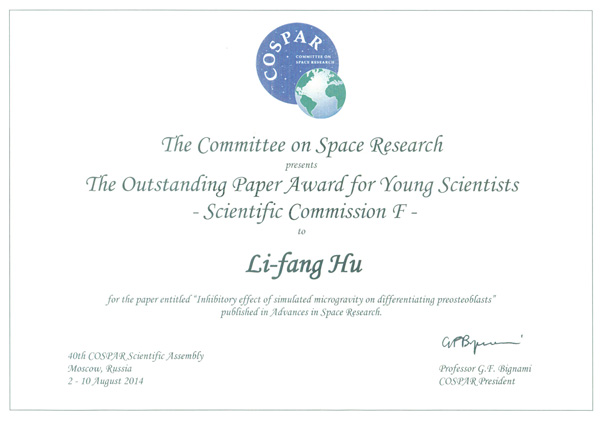 COSPAR
COMMITTEE ON
SPACE RESEARCH
The Committee on Space Research
presents
The Outstanding Paper Award for Young Scientists
- Scientific Commission F -
to
Li-fang Hu
for the paper entitled “Inhibitory effect of simulated microgravity on differentiating preosteoblasts”
published in Advances in Space Research.
40th COSPAR Scientific Assembly
Moscow, Russia
2 - 10 August 2014
Professor G.F. Bignami
COSPAR President